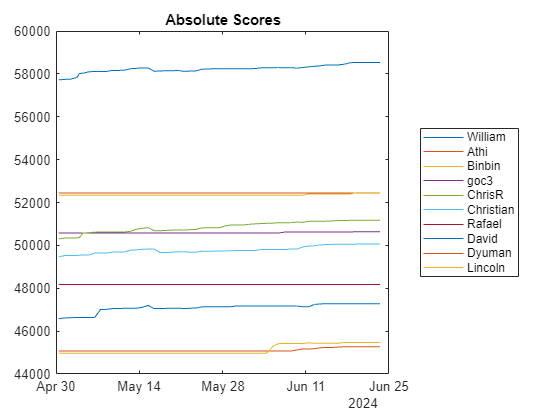 Absolute Scores
60000
58000
56000
54000
52000
50000
48000
46000
44000
Apr 30
May 14
May 28
Jun 11
Jun 25
2024
William
Athi
Binbin
goc3
ChrisR
Christian
Rafael
David
Dyuman
Lincoln